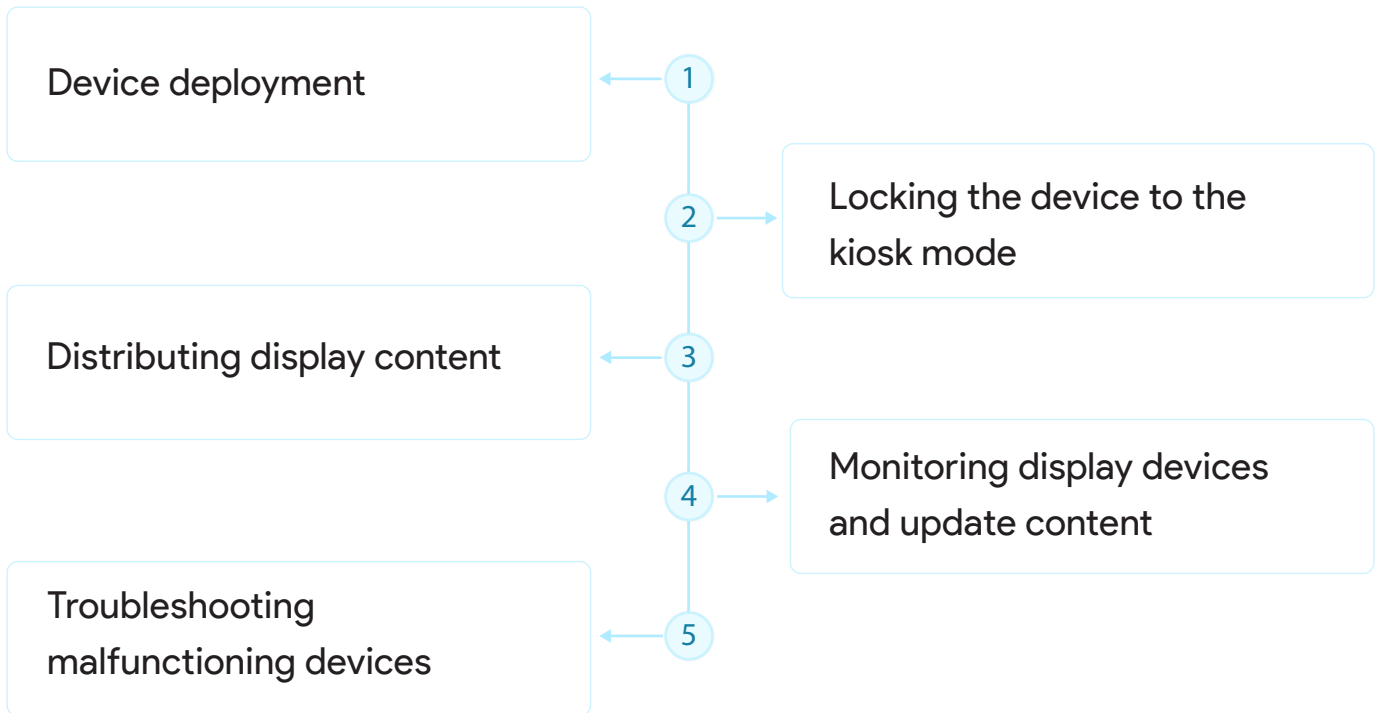 Device deployment
1
2
Locking the device to the
kiosk mode
Distributing display content
3
4
Monitoring display devices
and update content
Troubleshooting
malfunctioning devices
5